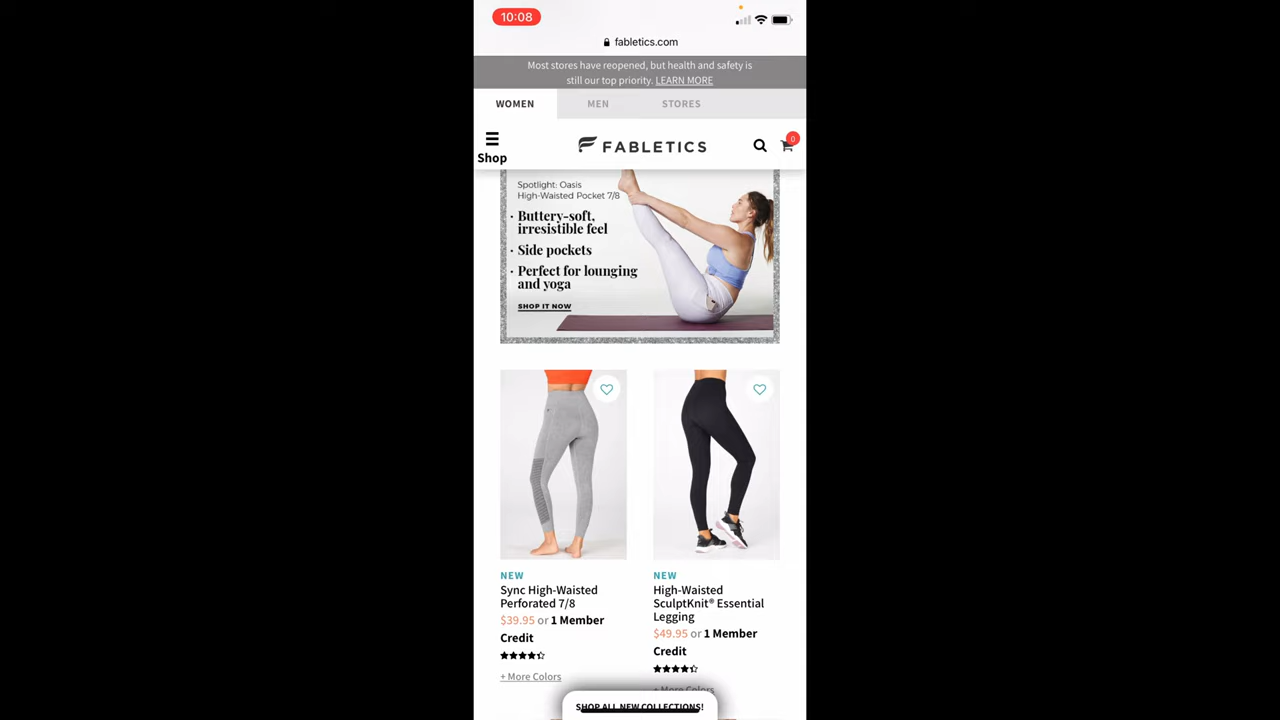 10:08
fabletics.com
Most stores have reopened, but health and safety is
still our top priority. LEARN MORE
WOMEN MEN STORES
Shop
FABLETICS
0
Spotlight: Oasis
High-Waisted Pocket 7/8
· Buttery-soft,
irresistible feel
· Side pockets
· Perfect for lounging
and yoga
SHOP IT NOW
NEW
Sync High-Waisted
Perforated 7/8
$39.95 or 1 Member
Credit
+ More Colors
NEW
High-Waisted
SculptKnit® Essential
Legging
$49.95 or 1 Member
Credit
+ More Colors
SHOP ALL NEW COLLECTIONS!